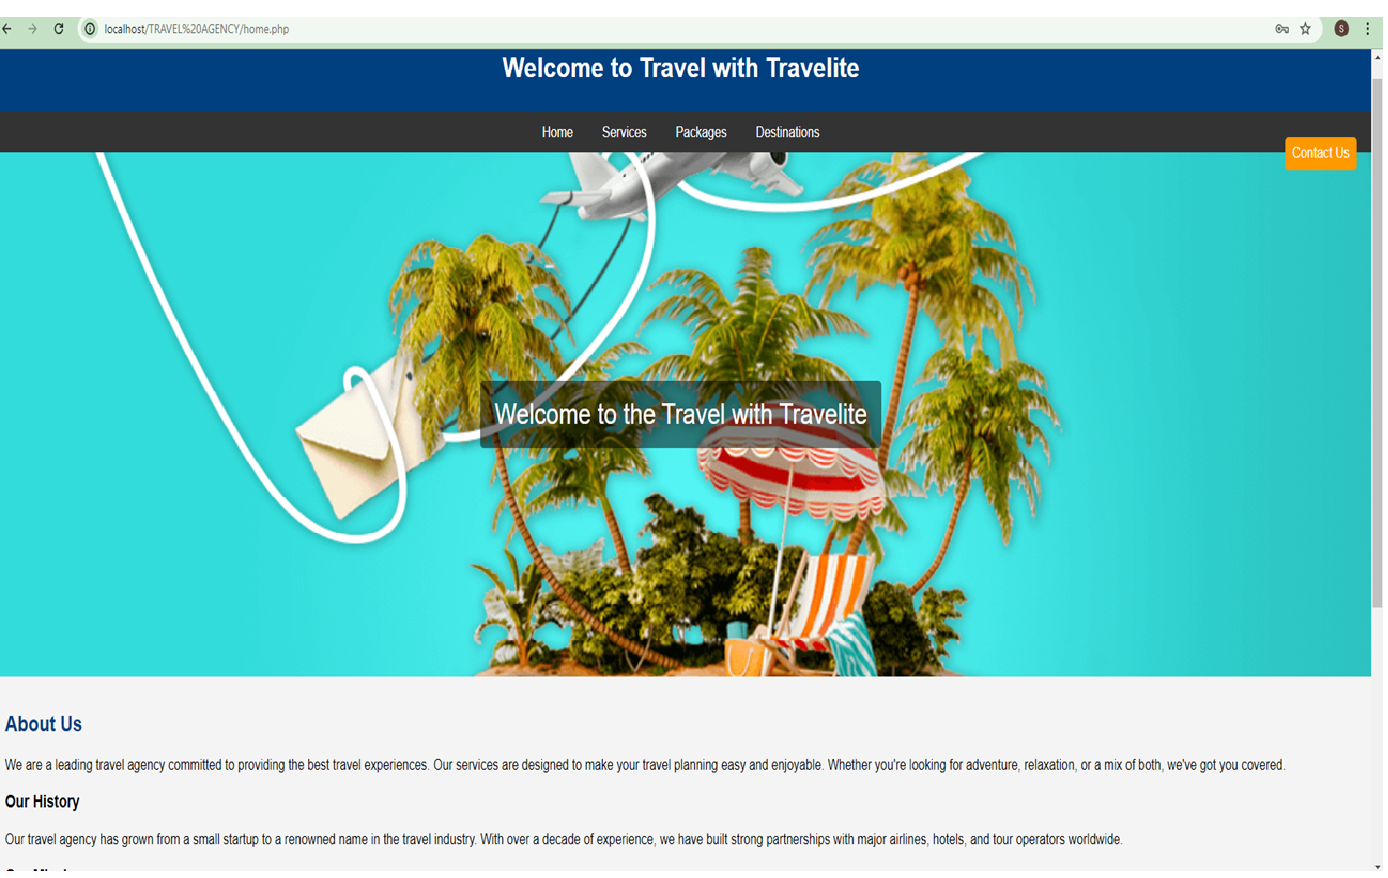 localhost/TRAVEL%20AGENCY/home.php
S
Welcome to Travel with Travelite
Home Services Packages Destinations
Contact Us
Welcome to the Travel with Travelite
About Us
We are a leading travel agency committed to providing the best travel experiences. Our services are designed to make your travel planning easy and enjoyable. Whether you're looking for adventure, relaxation, or a mix of both, we've got you covered.
Our History
Our travel agency has grown from a small startup to a renowned name in the travel industry. With over a decade of experience, we have built strong partnerships with major airlines, hotels, and tour operators worldwide.